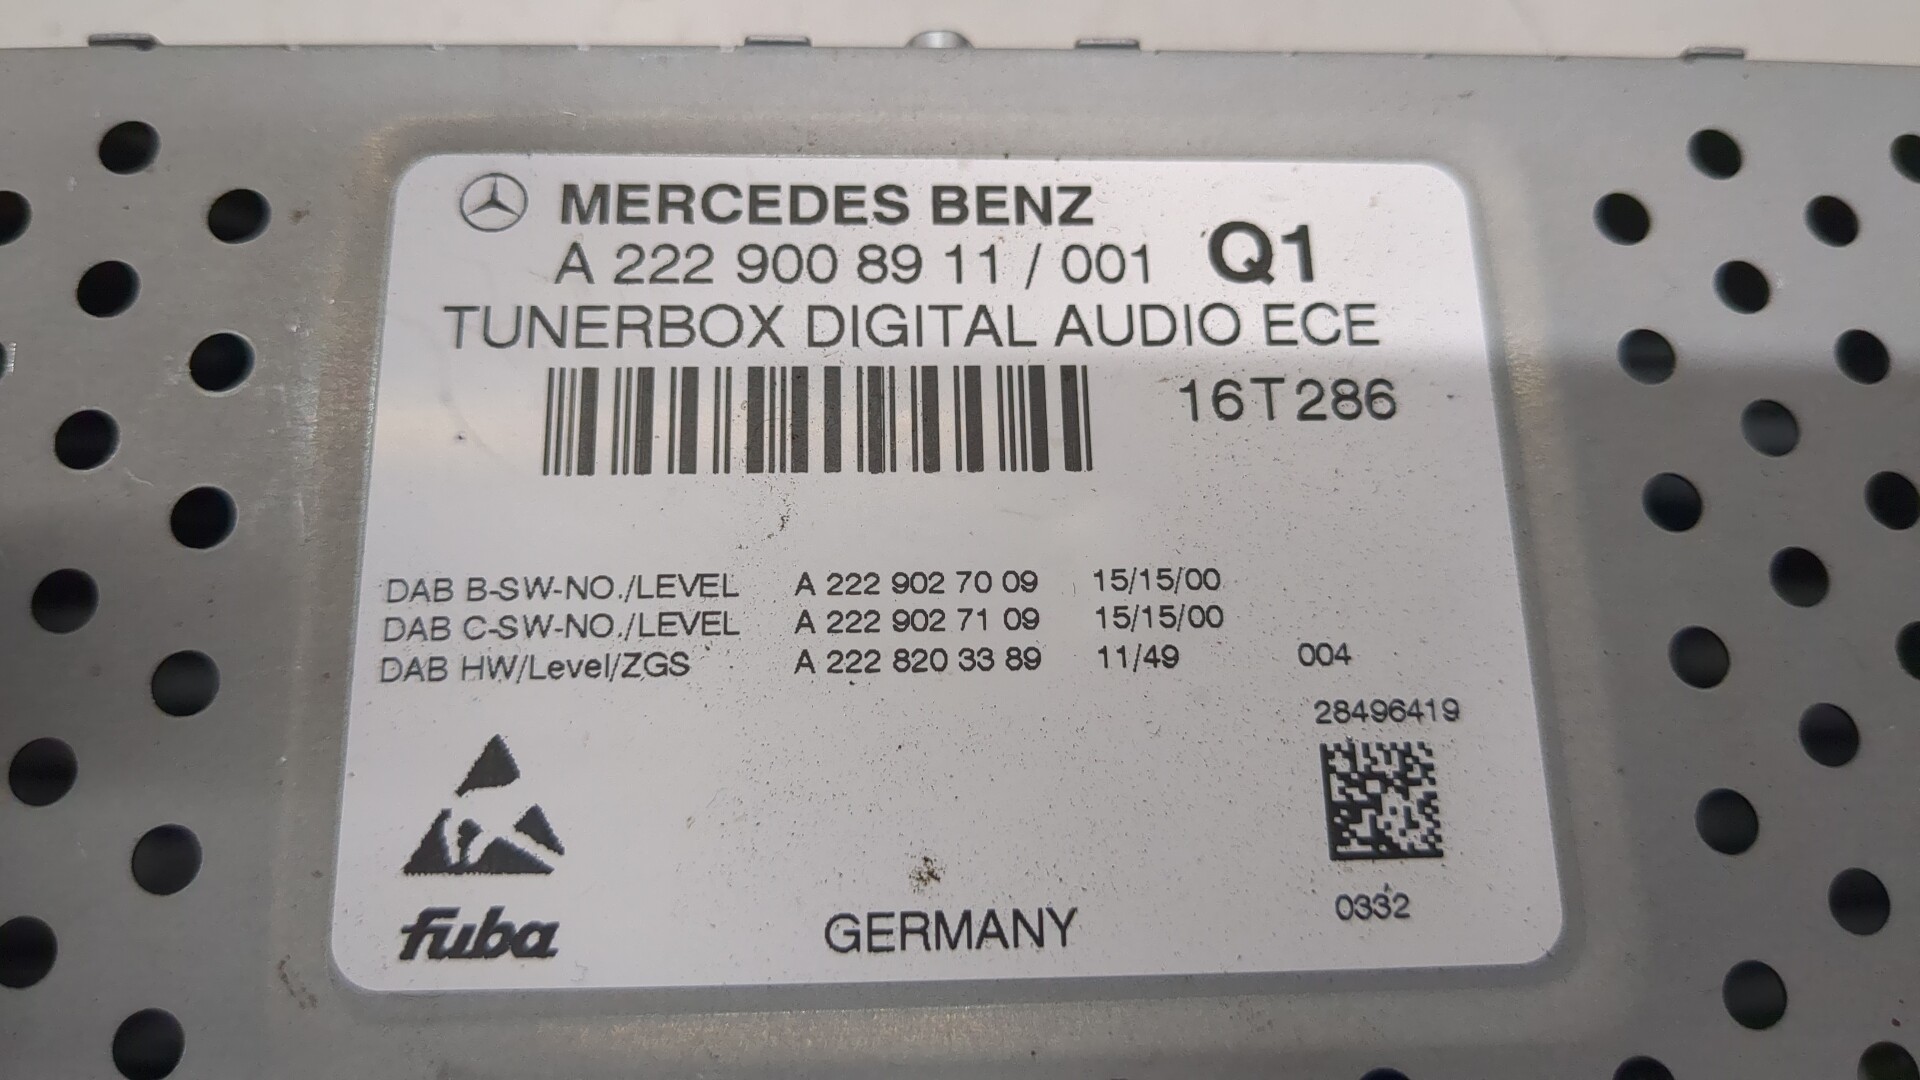 MERCEDES BENZ
A 222 900 89 11 / 001 Q1
TUNERBOX DIGITAL AUDIO ECE
16T286
DAB B-SW-NO./LEVEL A 222 902 70 09 15/15/00
DAB C-SW-NO./LEVEL A 222 902 71 09 15/15/00
DAB HW/Level/ZGS A 222 820 33 89 11/49 004
28496419
0332
fuba
GERMANY